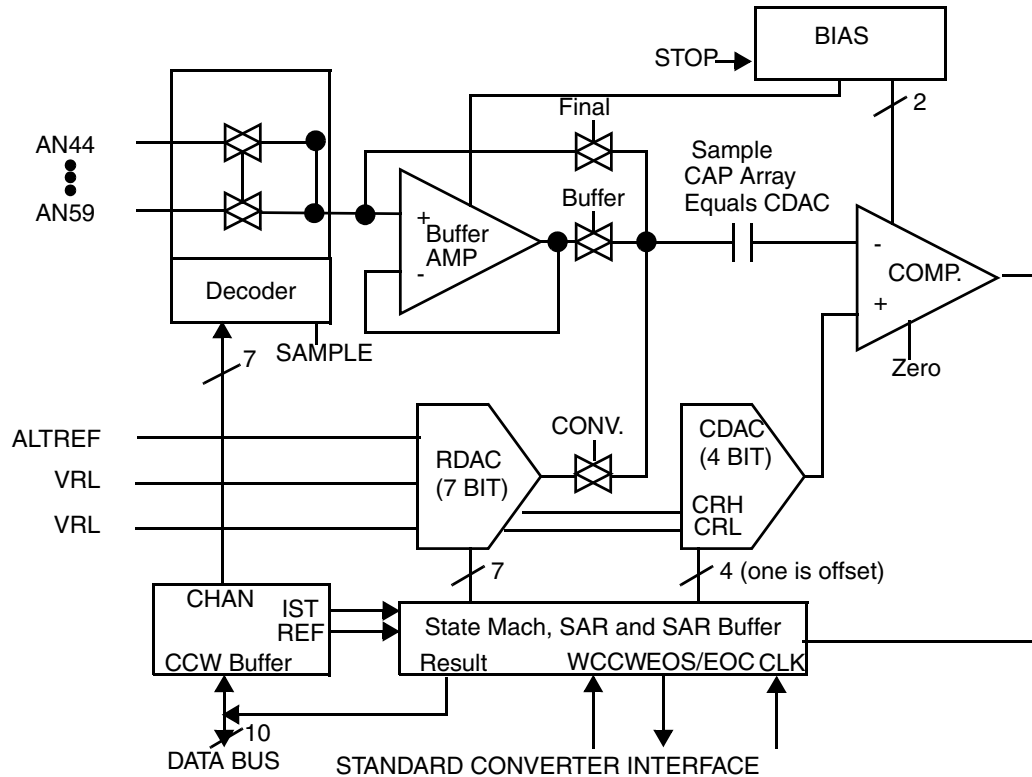 BIAS
STOP
2
Final
AN44
AN59
Sample
CAP Array
Equals CDAC
Buffer
+
Buffer
AMP
-
-
COMP.
+
Zero
Decoder
SAMPLE
7
ALTREF
VRL
VRL
RDAC
(7 BIT)
CONV.
CDAC
(4 BIT)
CRH
CRL
7
4 (one is offset)
CHAN
IST
REF
CCW Buffer
State Mach, SAR and SAR Buffer
Result
WCCW
EOS/EOC
CLK
10
DATA BUS
STANDARD CONVERTER INTERFACE